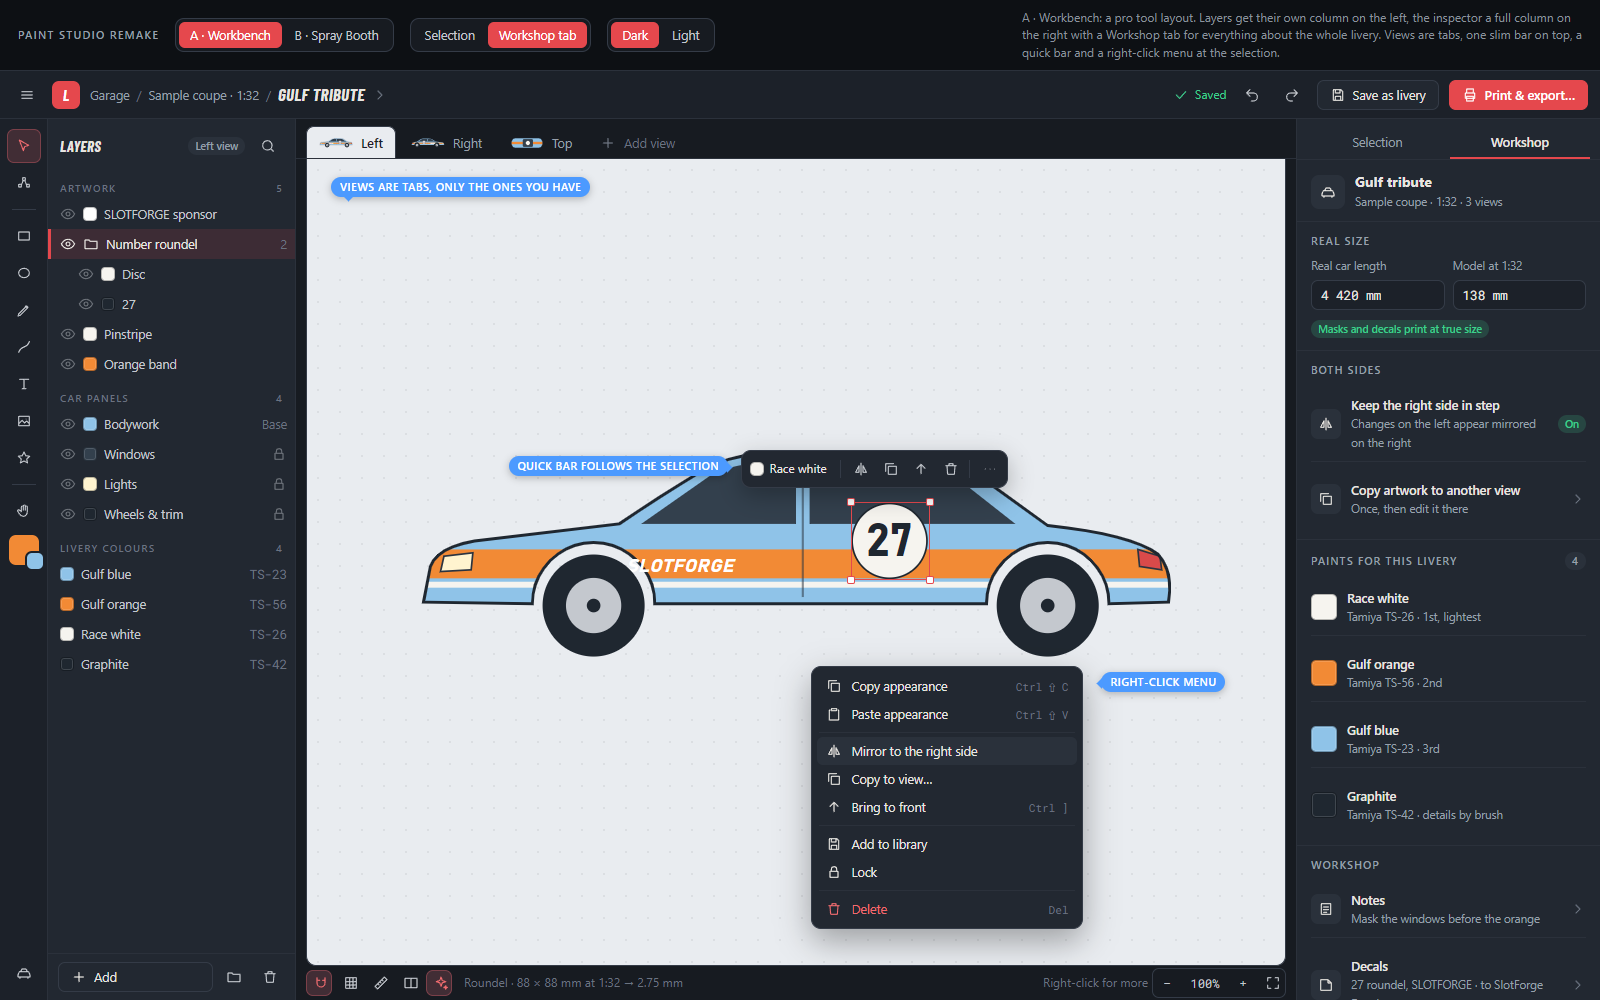 PAINT STUDIO REMAKE
A · Workbench
B · Spray Booth
Selection
Workshop tab
Dark
Light
A · Workbench: a pro tool layout. Layers get their own column on the left, the inspector a full column on
the right with a Workshop tab for everything about the whole livery. Views are tabs, one slim bar on top, a
quick bar and a right-click menu at the selection.
L
Garage / Sample coupe · 1:32 / GULF TRIBUTE
Saved
Save as livery
Print & export...
LAYERS
Left view
ARTWORK 5
SLOTFORGE sponsor
Number roundel 2
Disc
27
Pinstripe
Orange band
CAR PANELS 4
Bodywork Base
Windows
Lights
Wheels & trim
LIVERY COLOURS 4
Gulf blue TS-23
Gulf orange TS-56
Race white TS-26
Graphite TS-42
Add
Left
Right
Top
Add view
VIEWS ARE TABS, ONLY THE ONES YOU HAVE
QUICK BAR FOLLOWS THE SELECTION
Race white
27
SLOTFORGE
RIGHT-CLICK MENU
Copy appearance Ctrl ⇧ C
Paste appearance Ctrl ⇧ V
Mirror to the right side
Copy to view...
Bring to front Ctrl ]
Add to library
Lock
Delete Del
Roundel · 88 × 88 mm at 1:32 → 2.75 mm
Right-click for more
− 100% +
Selection
Workshop
Gulf tribute
Sample coupe · 1:32 · 3 views
REAL SIZE
Real car length
Model at 1:32
4 420 mm
138 mm
Masks and decals print at true size
BOTH SIDES
Keep the right side in step
Changes on the left appear mirrored
on the right
On
Copy artwork to another view
Once, then edit it there
PAINTS FOR THIS LIVERY 4
Race white
Tamiya TS-26 · 1st, lightest
Gulf orange
Tamiya TS-56 · 2nd
Gulf blue
Tamiya TS-23 · 3rd
Graphite
Tamiya TS-42 · details by brush
WORKSHOP
Notes
Mask the windows before the orange
Decals
27 roundel, SLOTFORGE · to SlotForge